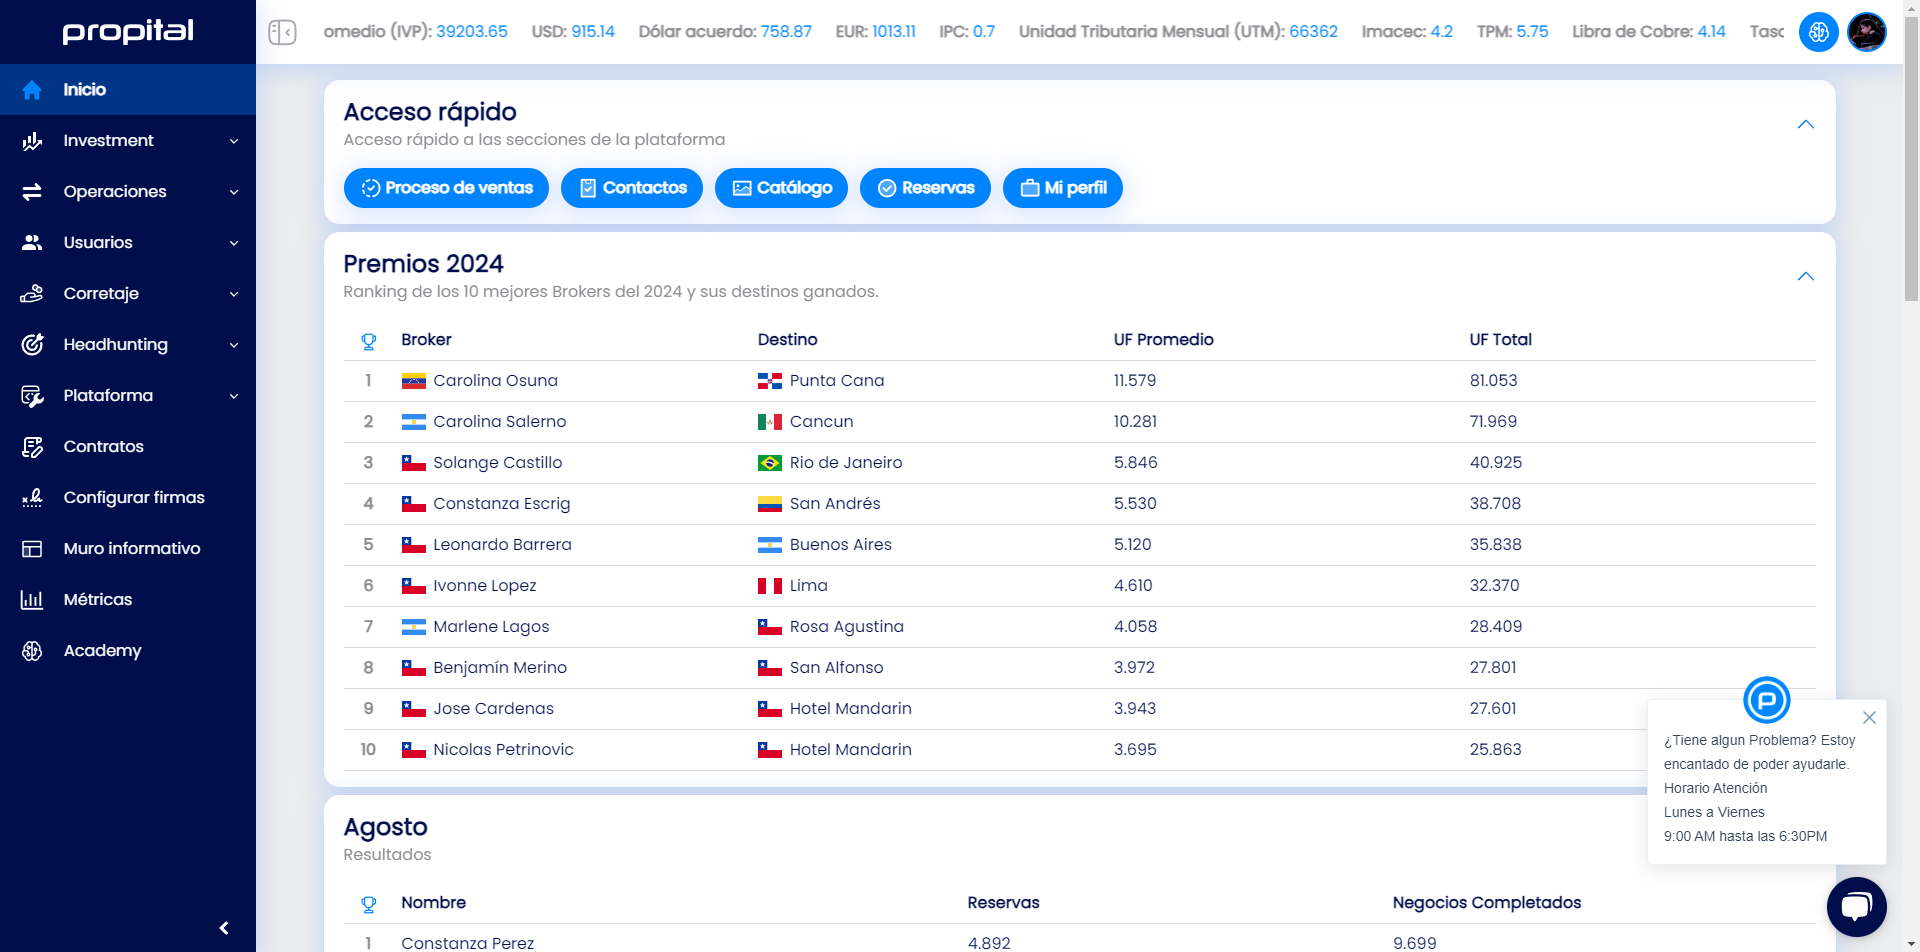 propital
omedio (IVP): 39203.65 USD: 915.14 Dólar acuerdo: 758.87 EUR: 1013.11 IPC: 0.7 Unidad Tributaria Mensual (UTM): 66362 Imacec: 4.2 TPM: 5.75 Libra de Cobre: 4.14 Tasc
Inicio
Investment
Operaciones
Usuarios
Corretaje
Headhunting
Plataforma
Contratos
Configurar firmas
Muro informativo
Métricas
Academy
Acceso rápido
Acceso rápido a las secciones de la plataforma
Proceso de ventas Contactos Catálogo Reservas Mi perfil
Premios 2024
Ranking de los 10 mejores Brokers del 2024 y sus destinos ganados.
Broker Destino UF Promedio UF Total
1 Carolina Osuna Punta Cana 11.579 81.053
2 Carolina Salerno Cancun 10.281 71.969
3 Solange Castillo Rio de Janeiro 5.846 40.925
4 Constanza Escrig San Andrés 5.530 38.708
5 Leonardo Barrera Buenos Aires 5.120 35.838
6 Ivonne Lopez Lima 4.610 32.370
7 Marlene Lagos Rosa Agustina 4.058 28.409
8 Benjamín Merino San Alfonso 3.972 27.801
9 Jose Cardenas Hotel Mandarin 3.943 27.601
10 Nicolas Petrinovic Hotel Mandarin 3.695 25.863
Agosto
Resultados
Nombre Reservas Negocios Completados
1 Constanza Perez 4.892 9.699
¿Tiene algun Problema? Estoy
encantado de poder ayudarle.
Horario Atención
Lunes a Viernes
9:00 AM hasta las 6:30PM